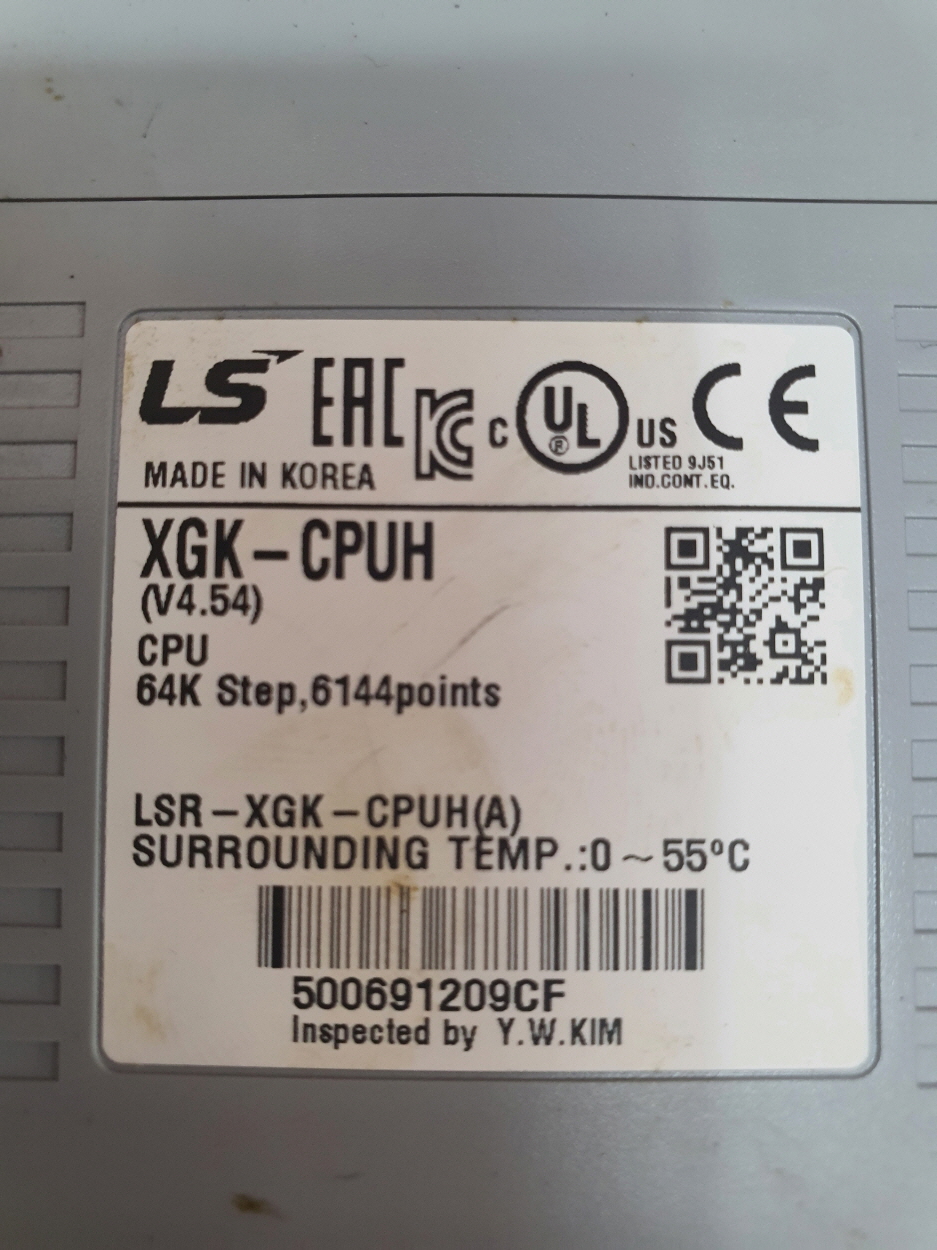 LS EAC KC C UL® US CE
MADE IN KOREA
LISTED 9J51
IND.CONT.EQ.
XGK-CPUH
(V4.54)
CPU
64K Step,6144points
LSR-XGK-CPUH(A)
SURROUNDING TEMP.:0~55°C
500691209CF
Inspected by Y.W.KIM